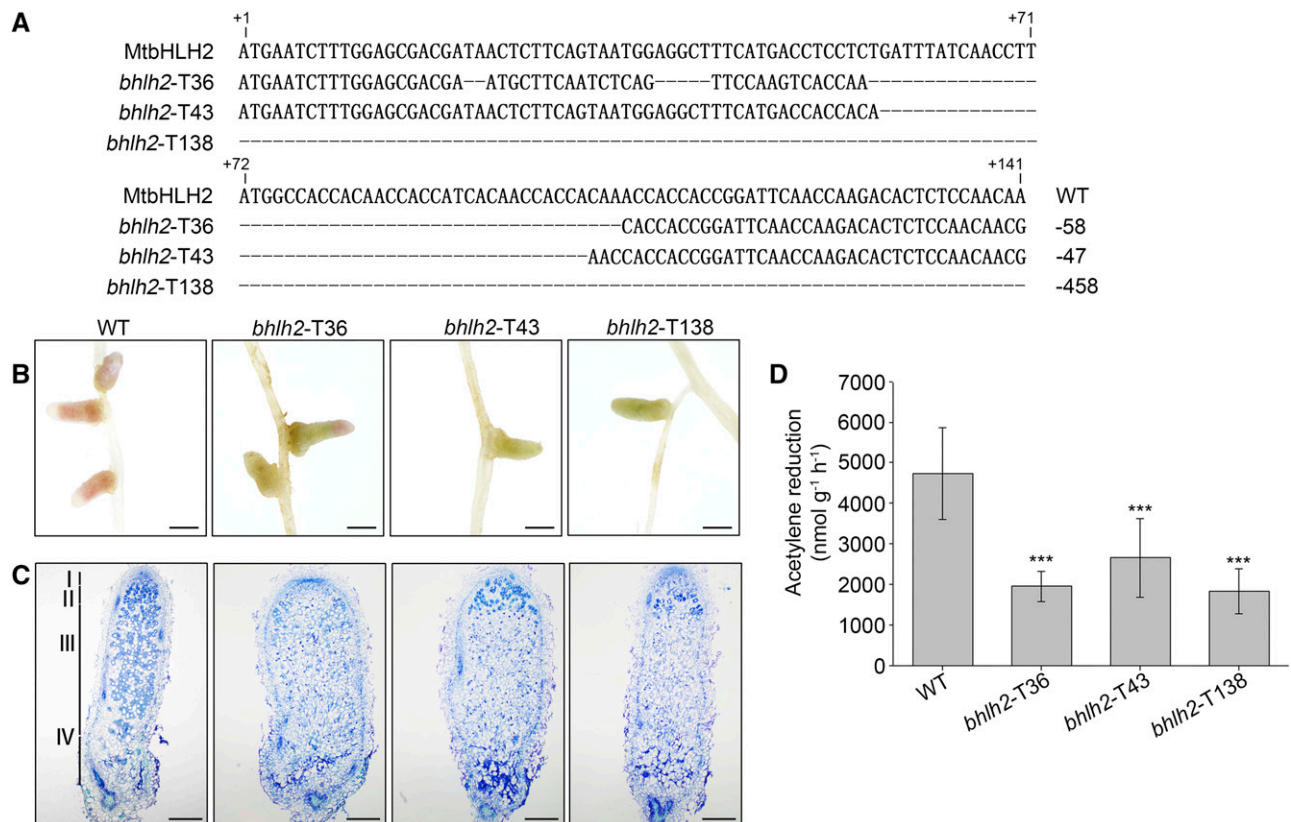 A
+1 +71
MtbHLH2 ATGAATCTTTGGAGCGACGATAACTCTTCAGTAATGGAGGCTTTCATGACCTCCTCTGATTTATCAACCTT
bhlh2-T36 ATGAATCTTTGGAGCGACGA--ATGCTTCAATCTCAG-----TTCCAAGTCACCAA---------------
bhlh2-T43 ATGAATCTTTGGAGCGACGATAACTCTTCAGTAATGGAGGCTTTCATGACCACCACA--------------
bhlh2-T138 -----------------------------------------------------------------------
+72 +141
MtbHLH2 ATGGCCACCACAACCACCATCACAACCACCACAAACCACCACCGGATTCAACCAAGACACTCTCCAACAA WT
bhlh2-T36 ----------------------------------CACCACCGGATTCAACCAAGACACTCTCCAACAACG -58
bhlh2-T43 -------------------------------AACCACCACCGGATTCAACCAAGACACTCTCCAACAACG -47
bhlh2-T138 ---------------------------------------------------------------------- -458
WT bhlh2-T36 bhlh2-T43 bhlh2-T138
B
C
I
II
III
IV
D
Acetylene reduction
(nmol g⁻¹ h⁻¹)
7000
6000
5000
4000
3000
2000
1000
0
*** *** ***
WT bhlh2-T36 bhlh2-T43 bhlh2-T138